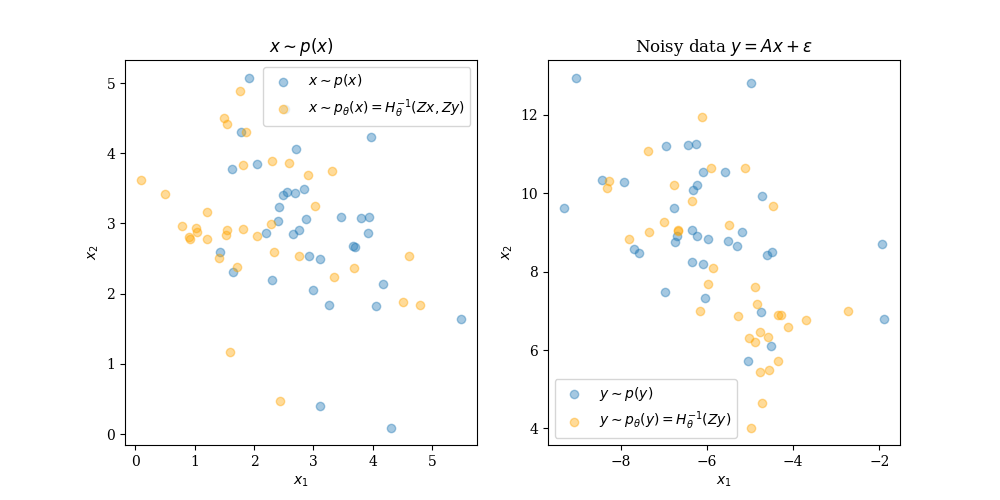 x ∼ p(x)
x ∼ p(x)
x ∼ p_θ(x) = H_θ^{-1}(Zx, Zy)
5
4
3
2
1
0
x_2
0 1 2 3 4 5
x_1
Noisy data y = Ax + ε
12
10
8
6
4
x_2
y ∼ p(y)
y ∼ p_θ(y) = H_θ^{-1}(Zy)
−8 −6 −4 −2
x_1